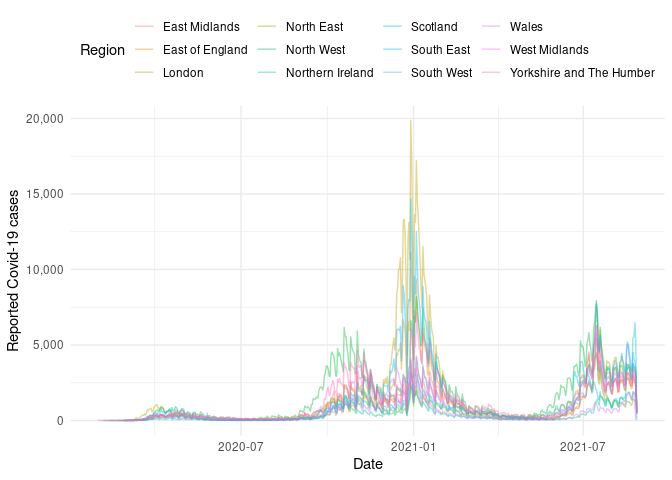 East Midlands North East Scotland Wales
Region East of England North West South East West Midlands
London Northern Ireland South West Yorkshire and The Humber
20,000
15,000
10,000
5,000
0
Reported Covid-19 cases
2020-07 2021-01 2021-07
Date